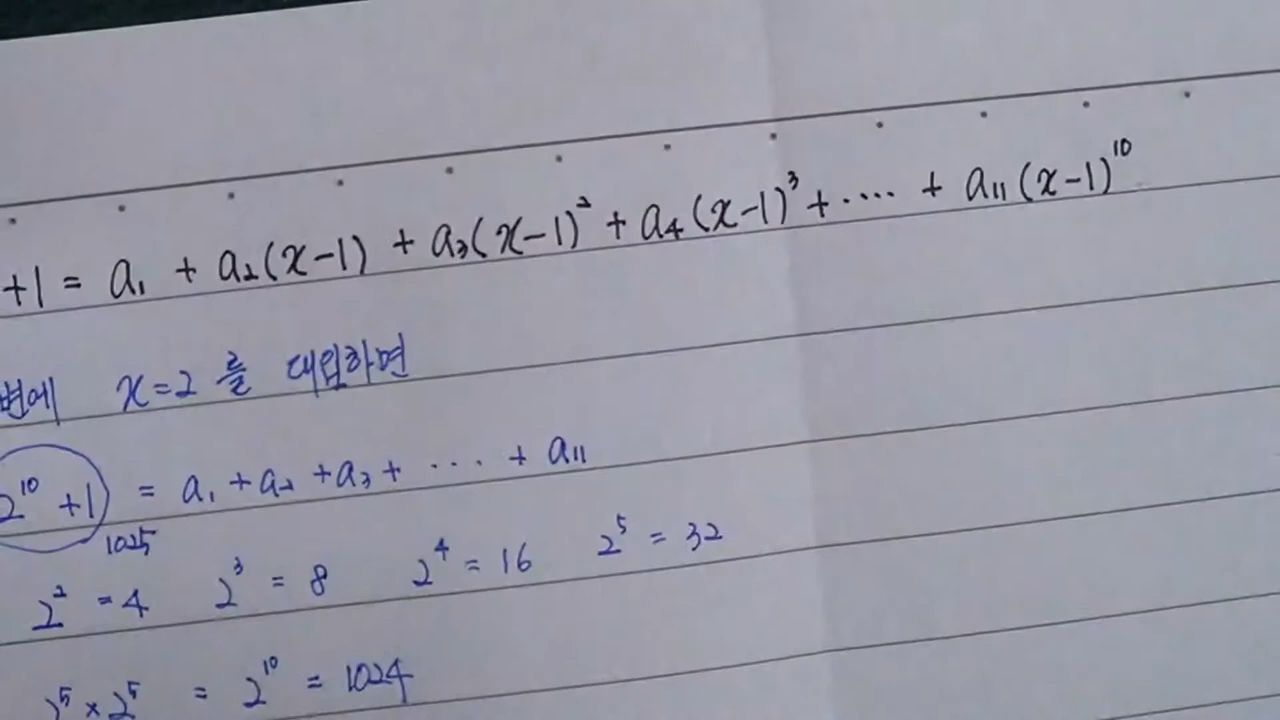 +1 = a₁ + a₂(x-1) + a₃(x-1)² + a₄(x-1)³ + ···· + a₁₁(x-1)¹⁰
변에 x=2 를 대입하면
2¹⁰ +1 = a₁ + a₂ + a₃ + ··· + a₁₁
1025
2² = 4 2³ = 8 2⁴ = 16 2⁵ = 32
2⁵ × 2⁵ = 2¹⁰ = 1024